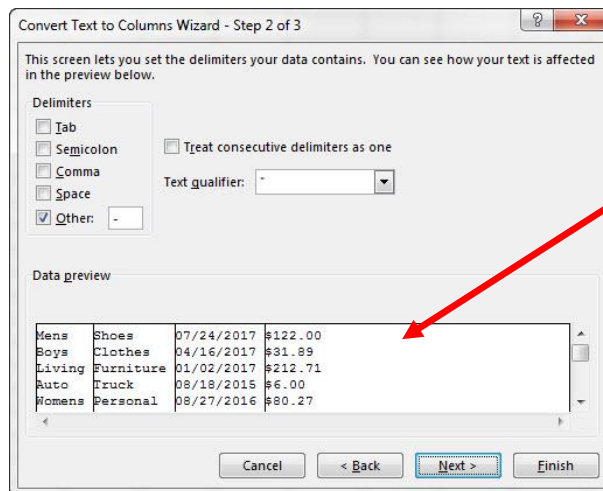 Convert Text to Columns Wizard - Step 2 of 3
This screen lets you set the delimiters your data contains. You can see how your text is affected
in the preview below.
Delimiters
Tab
Semicolon
Comma
Space
Other: -
Treat consecutive delimiters as one
Text qualifier: "
Data preview
Mens Shoes 07/24/2017 $122.00
Boys Clothes 04/16/2017 $31.89
Living Furniture 01/02/2017 $212.71
Auto Truck 08/18/2015 $6.00
Womens Personal 08/27/2016 $80.27
Cancel < Back Next > Finish